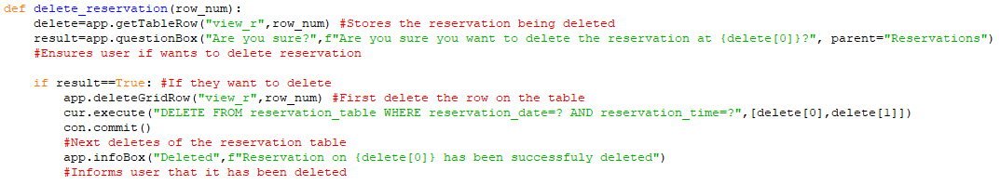 def delete_reservation(row_num):
    delete=app.getTableRow("view_r",row_num) #Stores the reservation being deleted
    result=app.questionBox("Are you sure?",f"Are you sure you want to delete the reservation at {delete[0]}?", parent="Reservations")
    #Ensures user if wants to delete reservation

    if result==True: #If they want to delete
        app.deleteGridRow("view_r",row_num) #First delete the row on the table
        cur.execute("DELETE FROM reservation_table WHERE reservation_date=? AND reservation_time=?",[delete[0],delete[1]])
        con.commit()
        #Next deletes of the reservation table
        app.infoBox("Deleted",f"Reservation on {delete[0]} has been successfuly deleted")
        #Informs user that it has been deleted